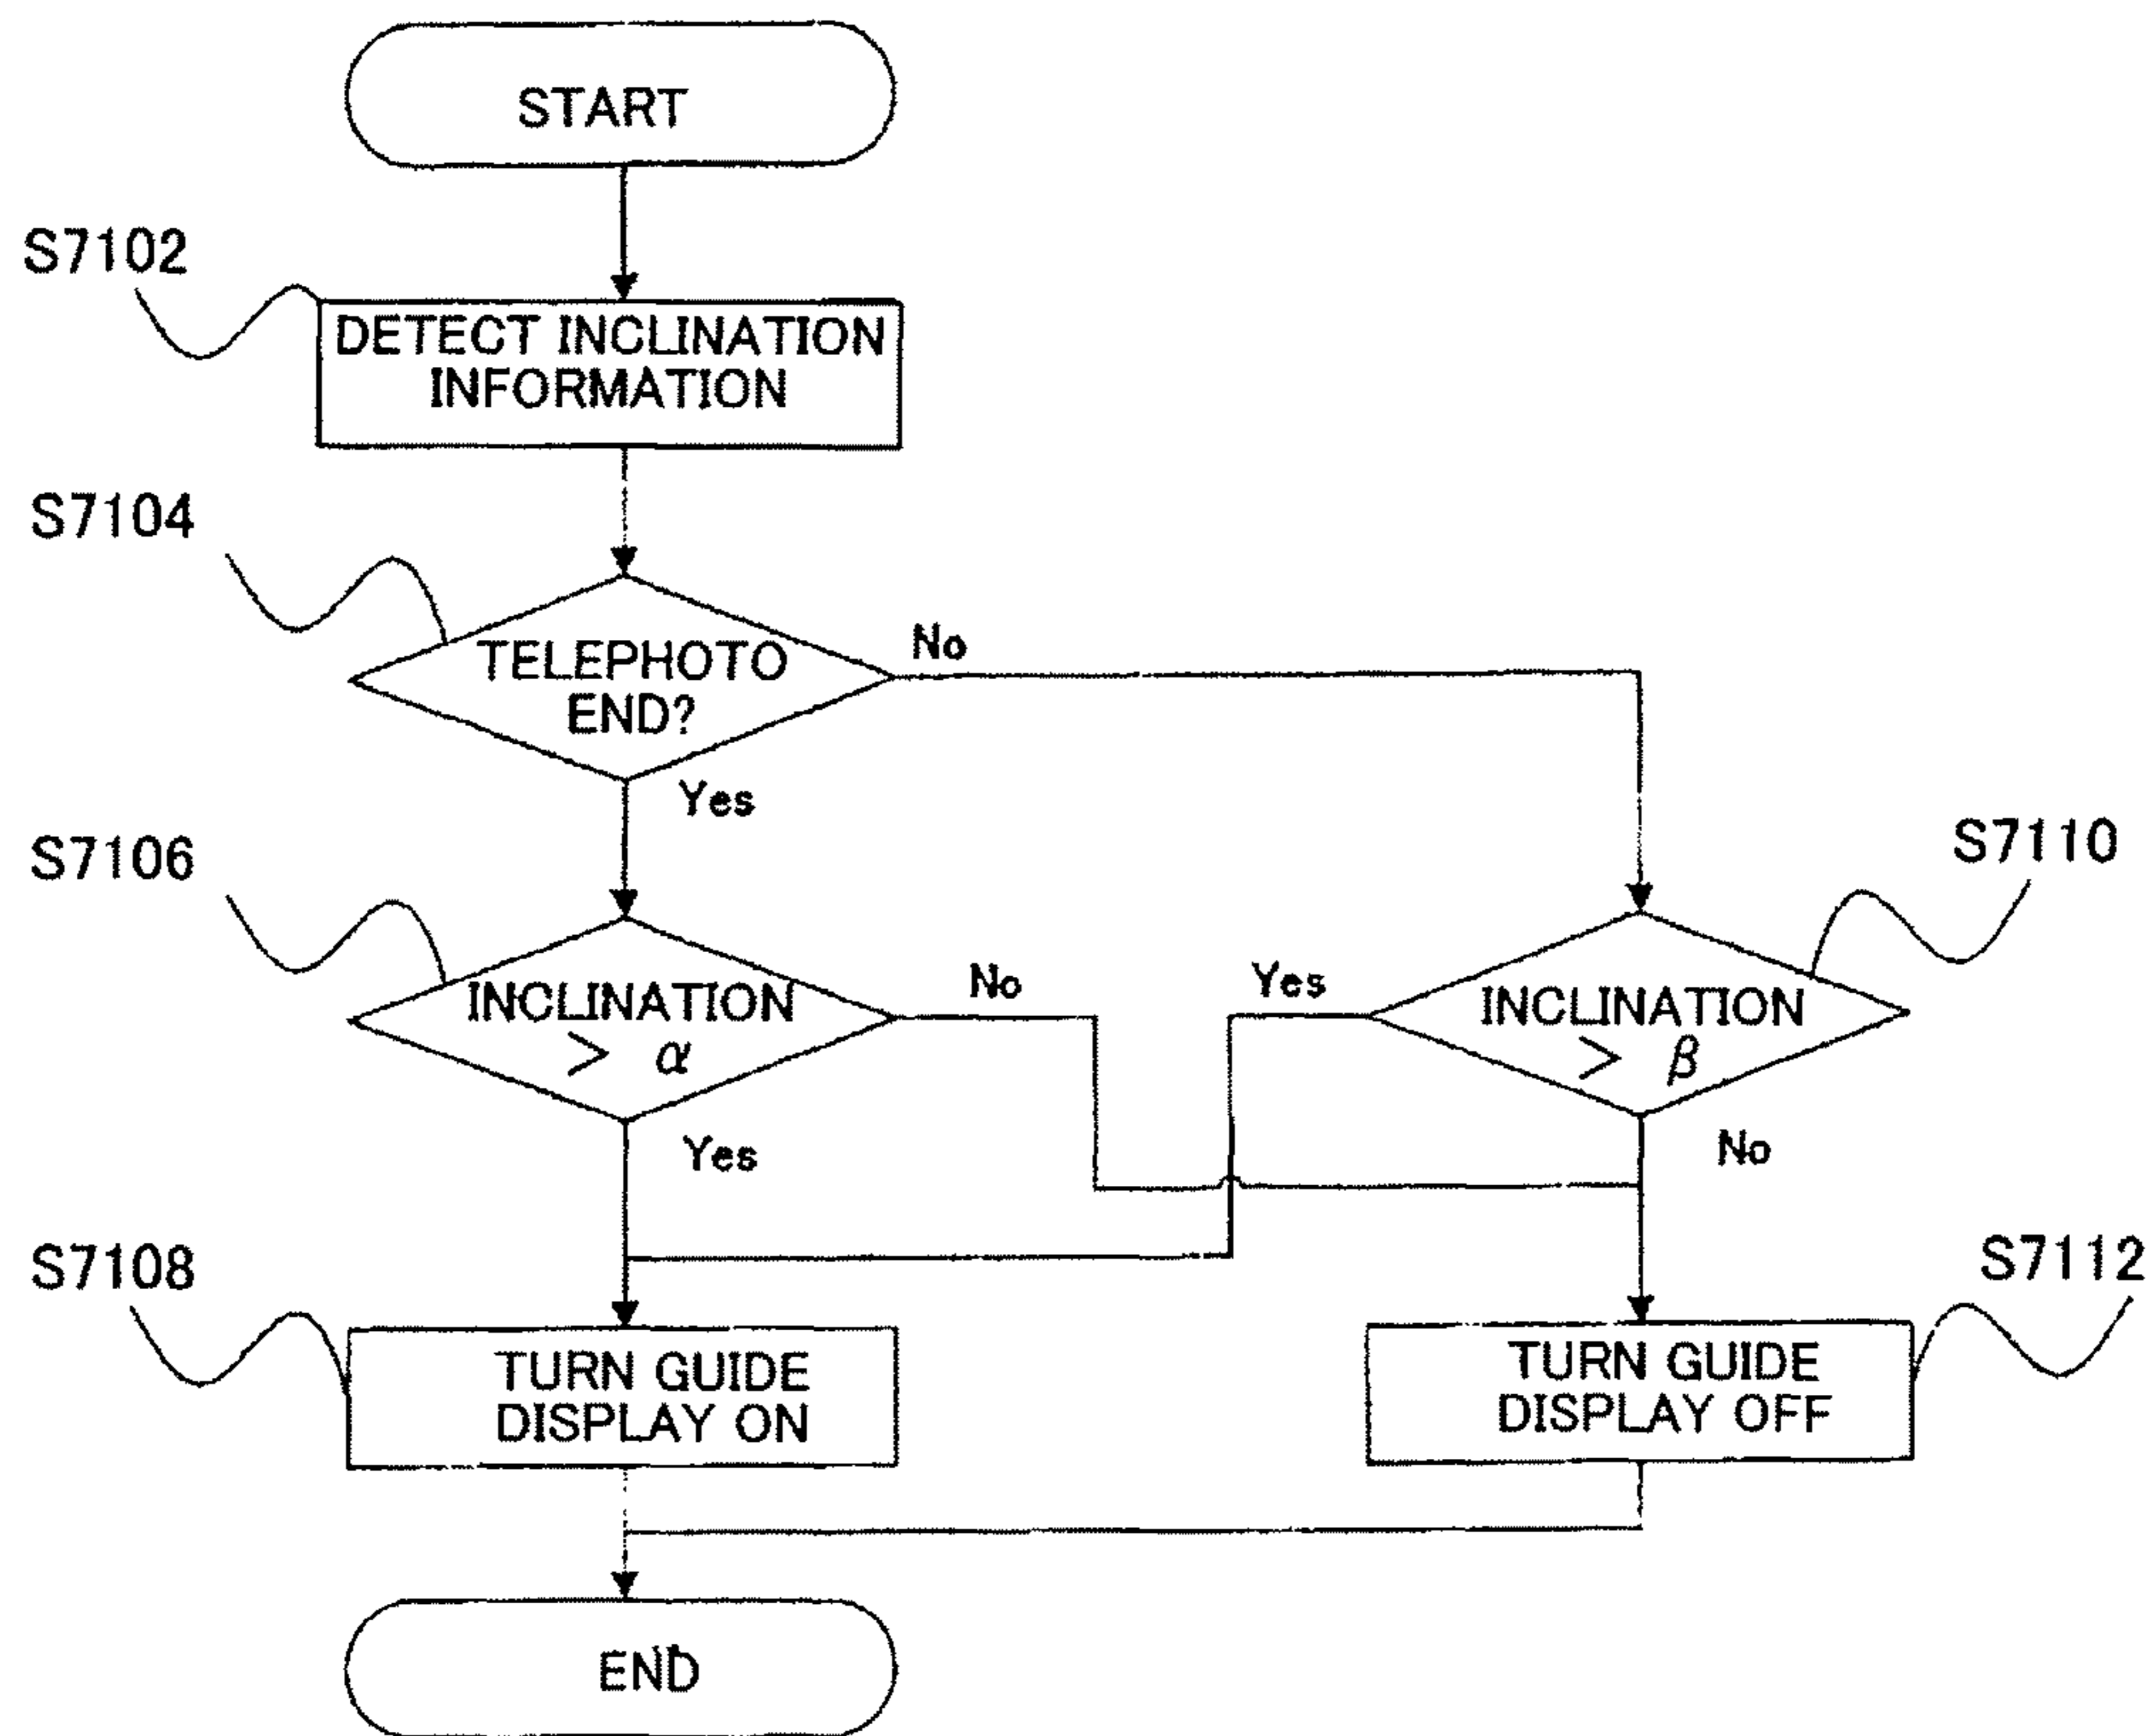 START
S7102
DETECT INCLINATION
INFORMATION
S7104
TELEPHOTO
END?
No
Yes
S7106
INCLINATION
> α
No
Yes
S7110
INCLINATION
> β
Yes
No
S7108
TURN GUIDE
DISPLAY ON
S7112
TURN GUIDE
DISPLAY OFF
END